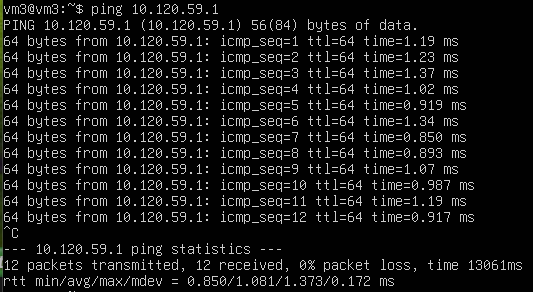 vm3@vm3:~$ ping 10.120.59.1
PING 10.120.59.1 (10.120.59.1) 56(84) bytes of data.
64 bytes from 10.120.59.1: icmp_seq=1 ttl=64 time=1.19 ms
64 bytes from 10.120.59.1: icmp_seq=2 ttl=64 time=1.23 ms
64 bytes from 10.120.59.1: icmp_seq=3 ttl=64 time=1.37 ms
64 bytes from 10.120.59.1: icmp_seq=4 ttl=64 time=1.02 ms
64 bytes from 10.120.59.1: icmp_seq=5 ttl=64 time=0.919 ms
64 bytes from 10.120.59.1: icmp_seq=6 ttl=64 time=1.34 ms
64 bytes from 10.120.59.1: icmp_seq=7 ttl=64 time=0.850 ms
64 bytes from 10.120.59.1: icmp_seq=8 ttl=64 time=0.893 ms
64 bytes from 10.120.59.1: icmp_seq=9 ttl=64 time=1.07 ms
64 bytes from 10.120.59.1: icmp_seq=10 ttl=64 time=0.987 ms
64 bytes from 10.120.59.1: icmp_seq=11 ttl=64 time=1.19 ms
64 bytes from 10.120.59.1: icmp_seq=12 ttl=64 time=0.917 ms
^C
--- 10.120.59.1 ping statistics ---
12 packets transmitted, 12 received, 0% packet loss, time 13061ms
rtt min/avg/max/mdev = 0.850/1.081/1.373/0.172 ms